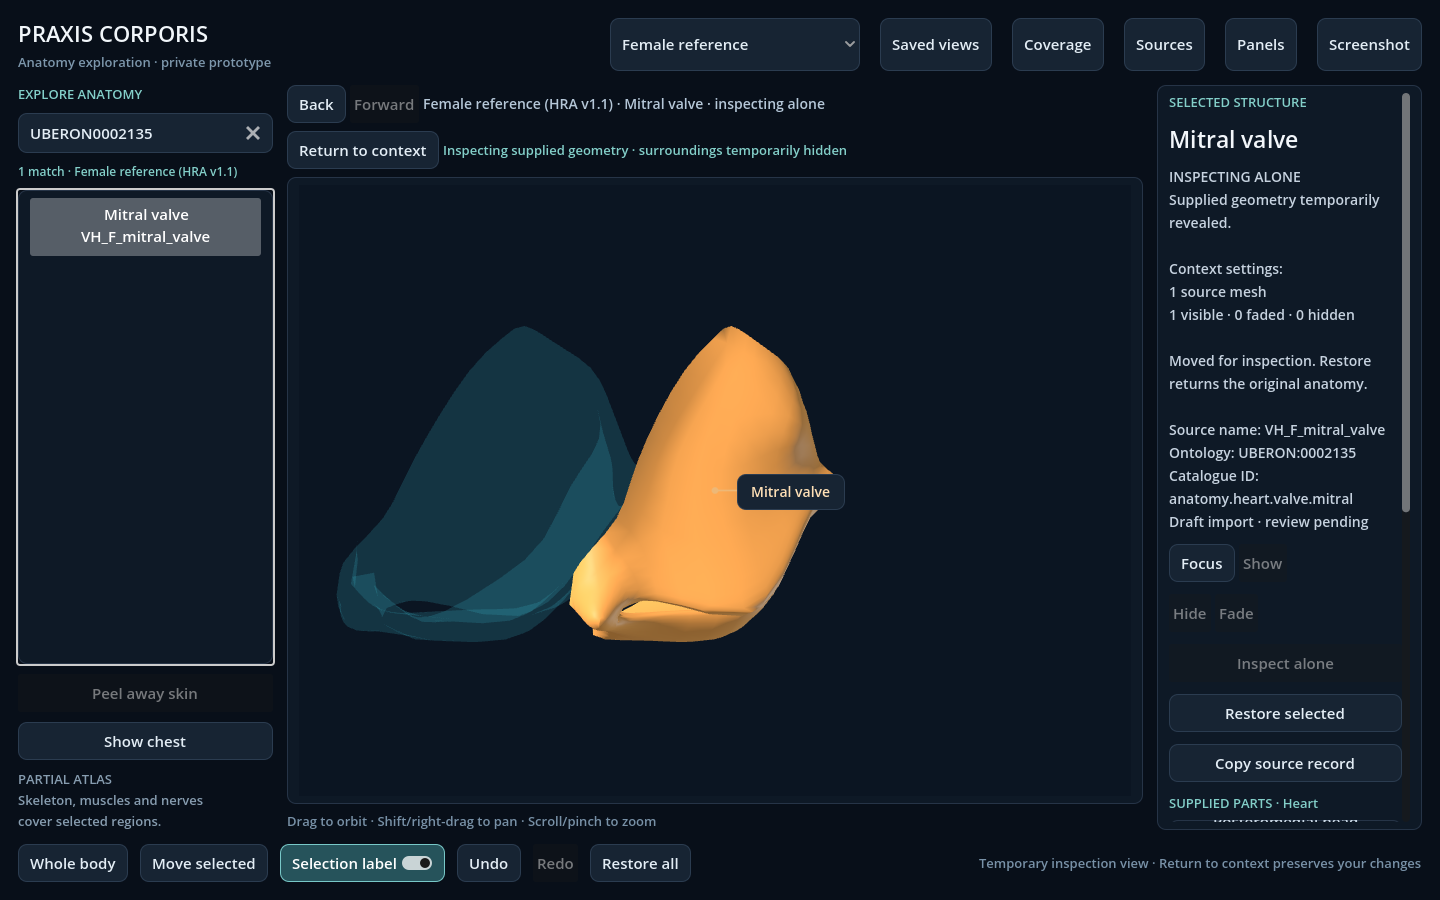 PRAXIS CORPORIS
Anatomy exploration · private prototype
Female reference
Saved views
Coverage
Sources
Panels
Screenshot
EXPLORE ANATOMY
UBERON0002135
1 match · Female reference (HRA v1.1)
Mitral valve
VH_F_mitral_valve
Peel away skin
Show chest
PARTIAL ATLAS
Skeleton, muscles and nerves
cover selected regions.
Back
Forward
Female reference (HRA v1.1) · Mitral valve · inspecting alone
Return to context
Inspecting supplied geometry · surroundings temporarily hidden
Mitral valve
Drag to orbit · Shift/right-drag to pan · Scroll/pinch to zoom
SELECTED STRUCTURE
Mitral valve
INSPECTING ALONE
Supplied geometry temporarily
revealed.
Context settings:
1 source mesh
1 visible · 0 faded · 0 hidden
Moved for inspection. Restore
returns the original anatomy.
Source name: VH_F_mitral_valve
Ontology: UBERON:0002135
Catalogue ID:
anatomy.heart.valve.mitral
Draft import · review pending
Focus
Show
Hide
Fade
Inspect alone
Restore selected
Copy source record
SUPPLIED PARTS · Heart
Whole body
Move selected
Selection label
Undo
Redo
Restore all
Temporary inspection view · Return to context preserves your changes